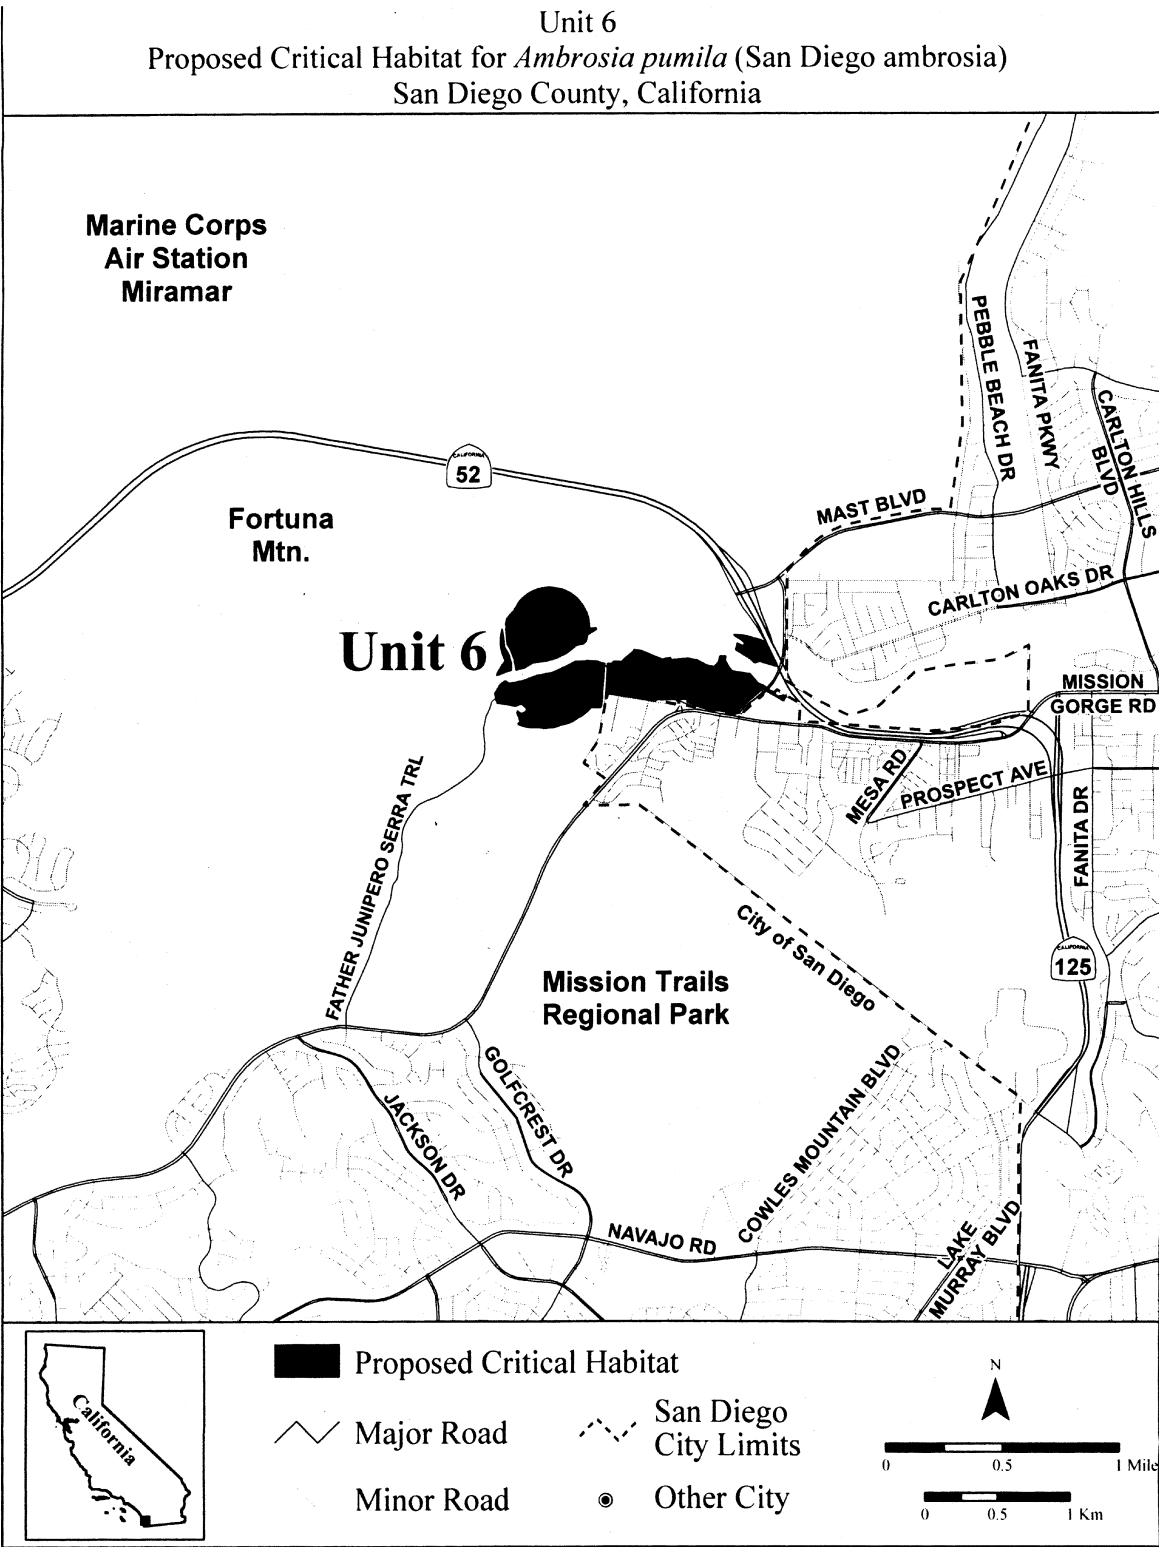 Unit 6
Proposed Critical Habitat for Ambrosia pumila (San Diego ambrosia)
San Diego County, California
Marine Corps
Air Station
Miramar
PEBBLE BEACH DR
FANITA PKWY
CARLTON HILLS
BLVD
CALIFORNIA
52
MAST BLVD
Fortuna
Mtn.
CARLTON OAKS DR
Unit 6
MISSION
GORGE RD
MESA RD
PROSPECT AVE
FANITA DR
FATHER JUNIPERO SERRA TRL
City of San Diego
CALIFORNIA
125
Mission Trails
Regional Park
GOLFCREST DR
JACKSON DR
COWLES MOUNTAIN BLVD
NAVAJO RD
LAKE
MURRAY BLVD
California
Proposed Critical Habitat
Major Road
San Diego
City Limits
Minor Road
Other City
N
0 0.5 1 Mile
0 0.5 1 Km